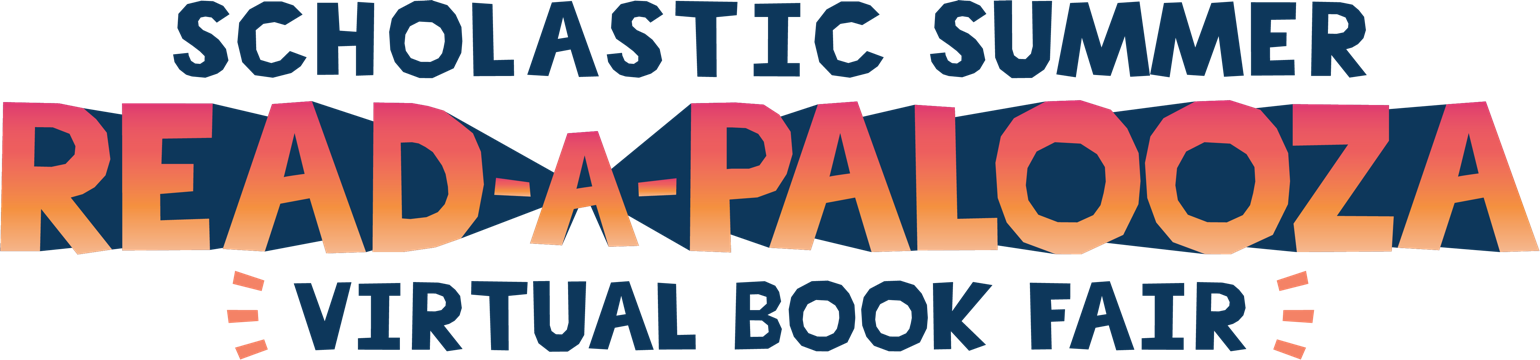 SCHOLASTIC SUMMER
READ-A-PALOOZA
VIRTUAL BOOK FAIR